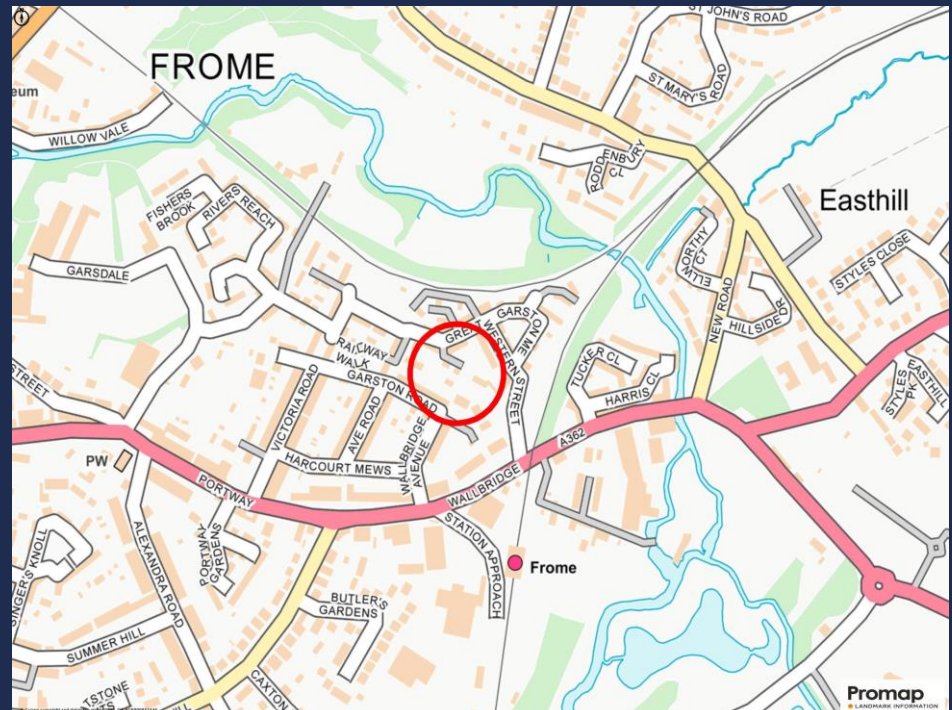 ST JOHN'S ROAD
FROME
ST MARY'S ROAD
eum
WILLOW VALE
RODDENBURY
CL
FISHERS
BROOK
RIVERS
REACH
Easthill
ELLWORTHY
CT
STYLES CLOSE
GARSDALE
NEW ROAD
HILLSIDE DR
GREAT WESTERN STREET
GARSTON ME
RAILWAY
WALK
TUCKER CL
HARRIS CL
STYLES
PK
EASTHILL
STREET
GARSTON ROAD
VICTORIA ROAD
AVE ROAD
WALLBRIDGE
AVENUE
A362
PW
HARCOURT MEWS
WALLBRIDGE
PORTWAY
STATION APPROACH
PORTWAY
GARDENS
ALEXANDRA ROAD
Frome
SINGER'S KNOLL
BUTLER'S
GARDENS
SUMMER HILL
CAXTON
Promap
LANDMARK INFORMATION